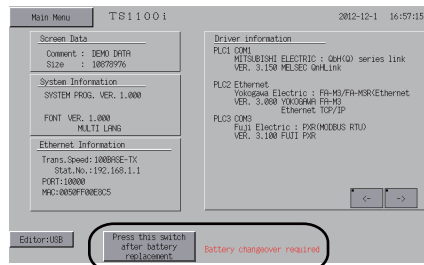 Main Menu
TS1100i
2012-12-1 16:57:15
Screen Data
Comment : DEMO DATA
Size : 10878976
System Information
SYSTEM PROG. VER. 1.000
FONT VER. 1.000
MULTI LANG
Ethernet Information
Trans.Speed:100BASE-TX
Stat.No.:192.168.1.1
PORT:10000
MAC:0050FF00E8C5
Driver information
PLC1 COM1
MITSUBISHI ELECTRIC : QbH(Q) series link
VER. 3.150 MELSEC QnHLink
PLC2 Ethernet
Yokogawa Electric : FA-M3/FA-M3R(Ethernet
VER. 3.080 YOKOGAWA FA-M3
Ethernet TCP/IP
PLC3 COM3
Fuji Electric : PXR(MODBUS RTU)
VER. 3.100 FUJI PXR
<- ->
Editor:USB
Press this switch
after battery
replacement
Battery changeover required